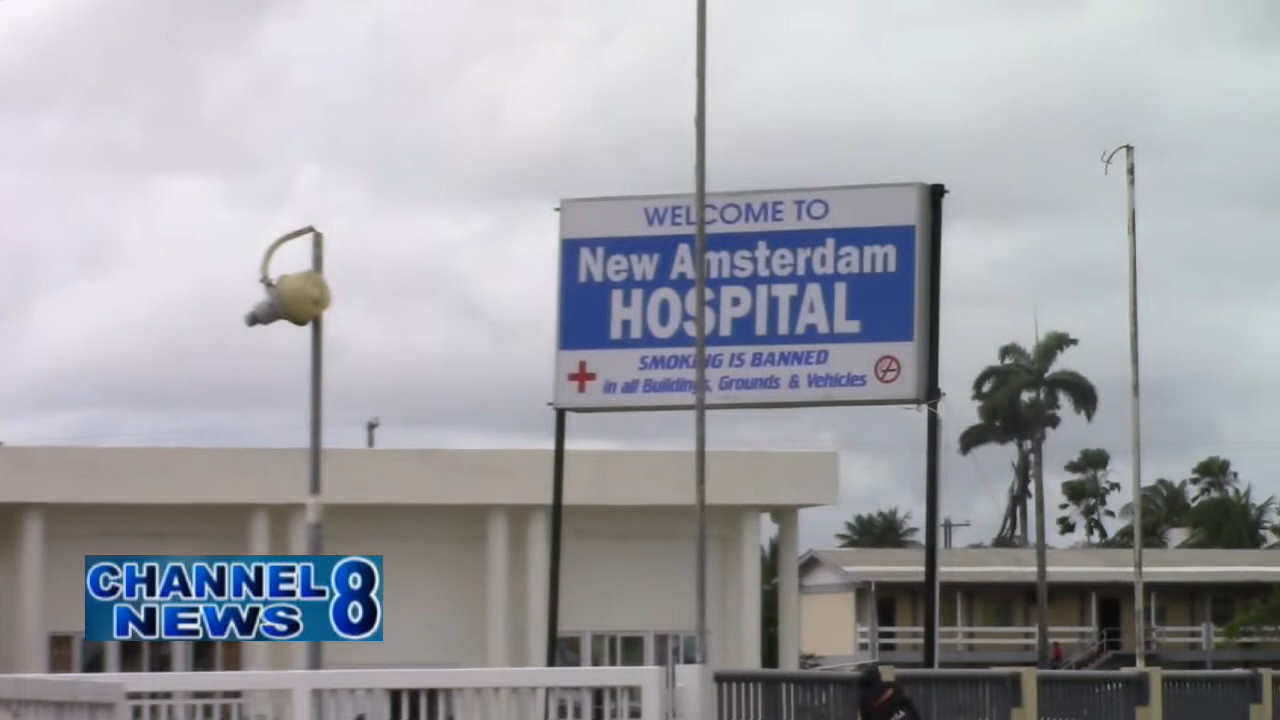 WELCOME TO
New Amsterdam
HOSPITAL
SMOKING IS BANNED
in all Buildings, Grounds & Vehicles
CHANNEL 8
NEWS